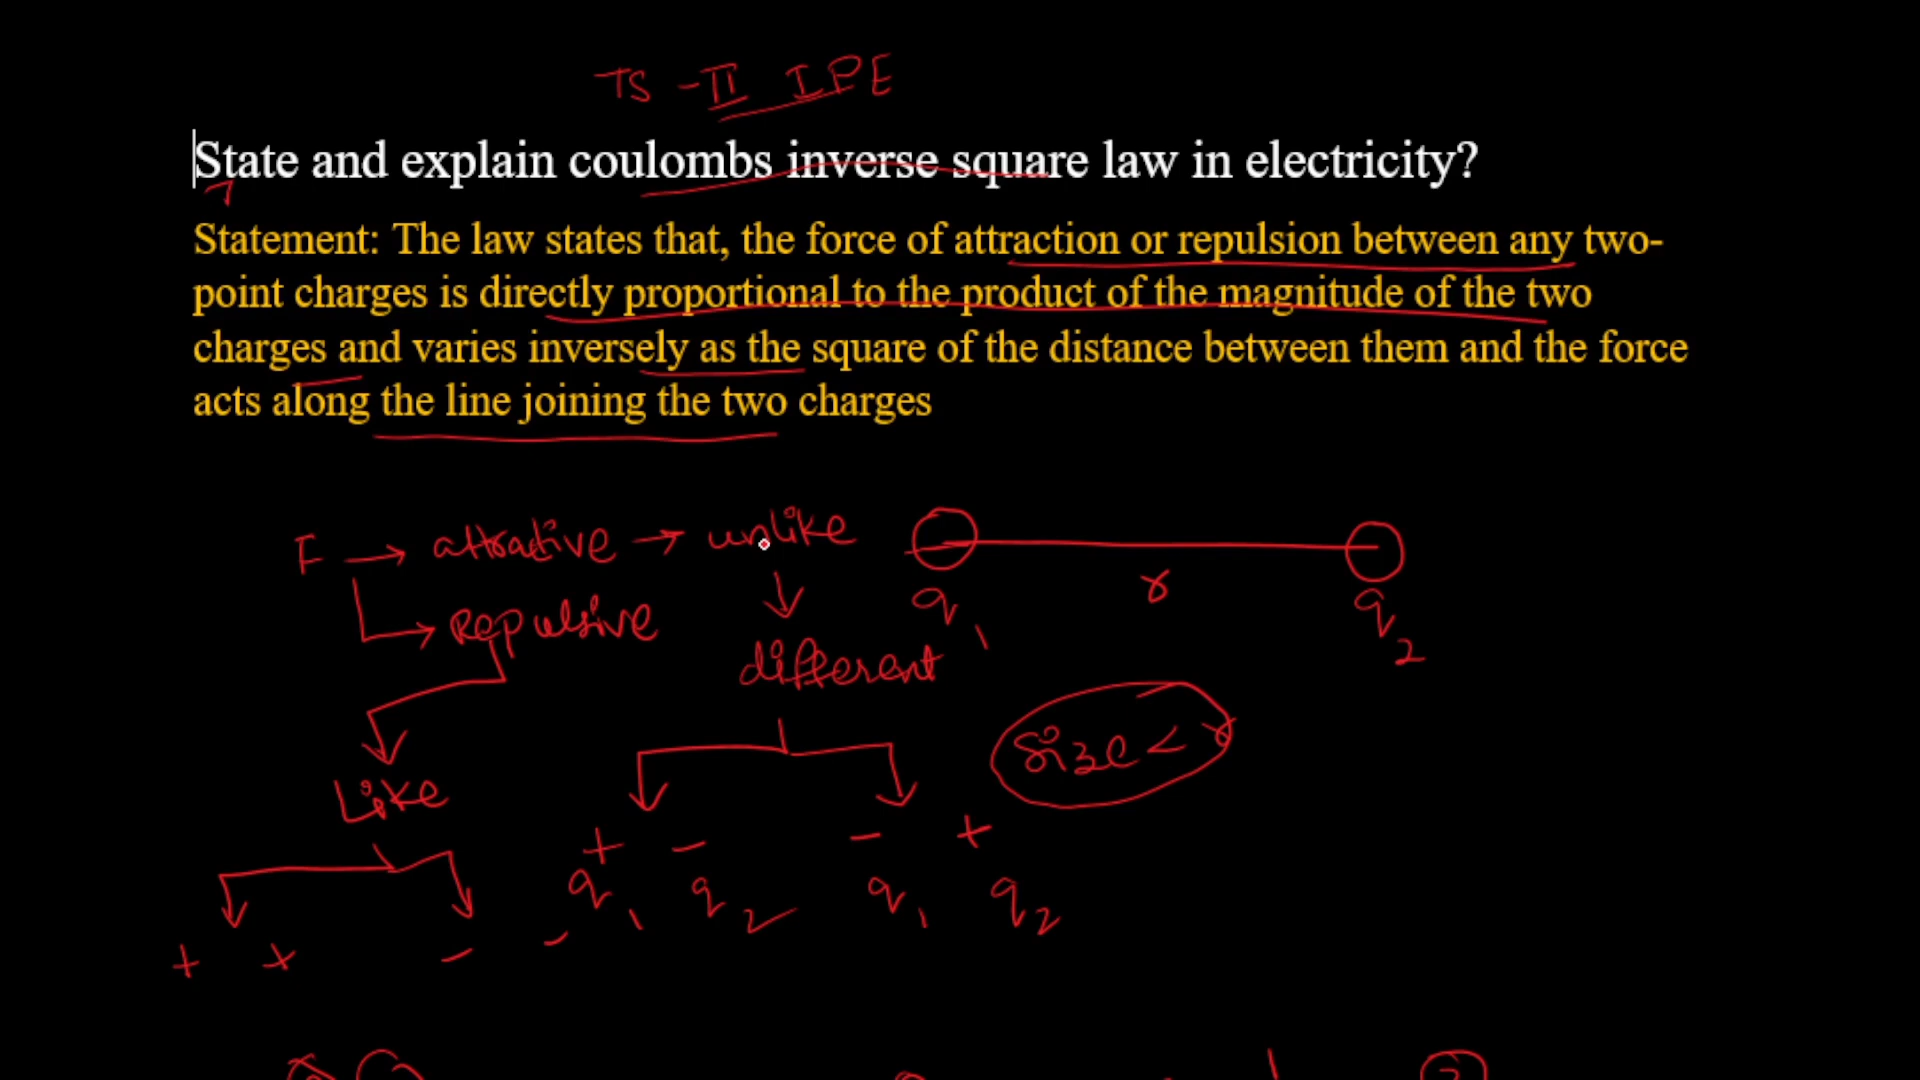 TS - II IPE
State and explain coulombs inverse square law in electricity?
Statement: The law states that, the force of attraction or repulsion between any two-
point charges is directly proportional to the product of the magnitude of the two
charges and varies inversely as the square of the distance between them and the force
acts along the line joining the two charges
F → attractive → unlike
→ Repulsive
q1 r q2
different
Size < r
Like
+ - - +
q1 q2 q1 q2
+ + - -